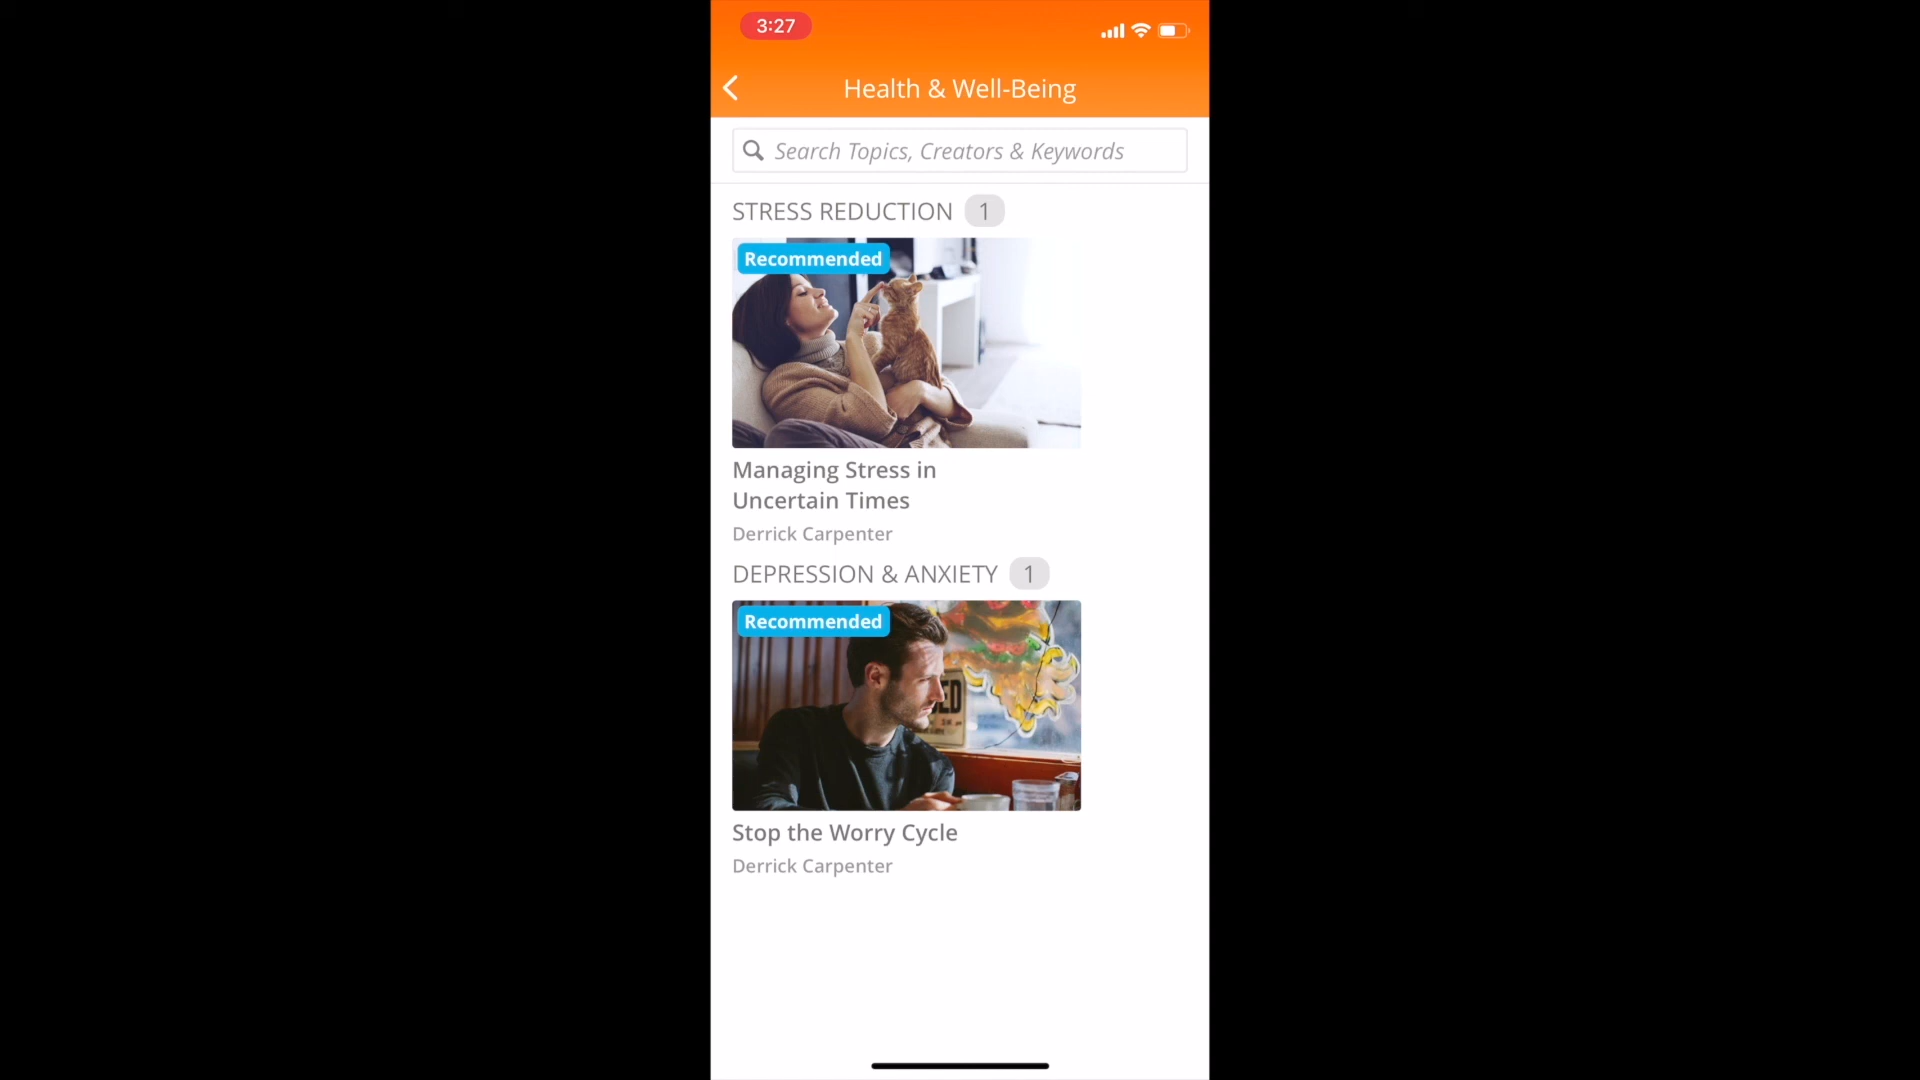 3:27
Health & Well-Being
Search Topics, Creators & Keywords
STRESS REDUCTION 1
Recommended
Managing Stress in
Uncertain Times
Derrick Carpenter
DEPRESSION & ANXIETY 1
Recommended
Stop the Worry Cycle
Derrick Carpenter